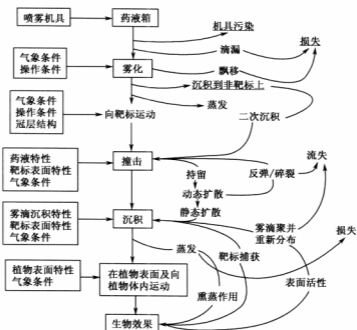 喷雾机具
药液箱
机具污染
滴漏
损失
气象条件
操作条件
雾化
飘移
沉积到非靶标上
蒸发
气象条件
操作条件
冠层结构
向靶标运动
二次沉积
药液特性
靶标表面特性
气象条件
撞击
持留
反弹/碎裂
流失
动态扩散
静态扩散
雾滴沉积特性
靶标表面特性
气象条件
沉积
雾滴聚并
重新分布
蒸发
靶标捕获
损失
植物表面特性
气象条件
在植物表面及向
植物体内运动
熏蒸作用
表面活性
生物效果